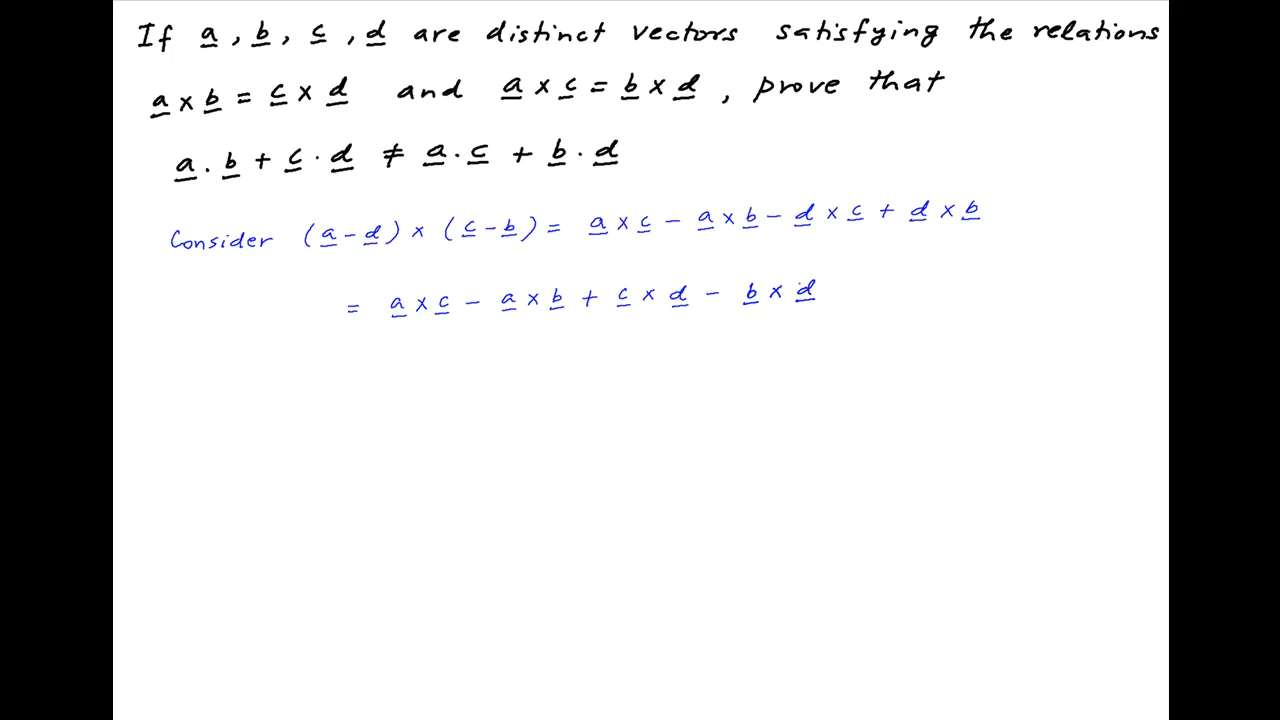 If a, b, c, d are distinct vectors satisfying the relations
a × b = c × d and a × c = b × d, prove that
a . b + c . d ≠ a . c + b . d
Consider (a - d) × (c - b) = a × c - a × b - d × c + d × b
= a × c - a × b + c × d - b × d